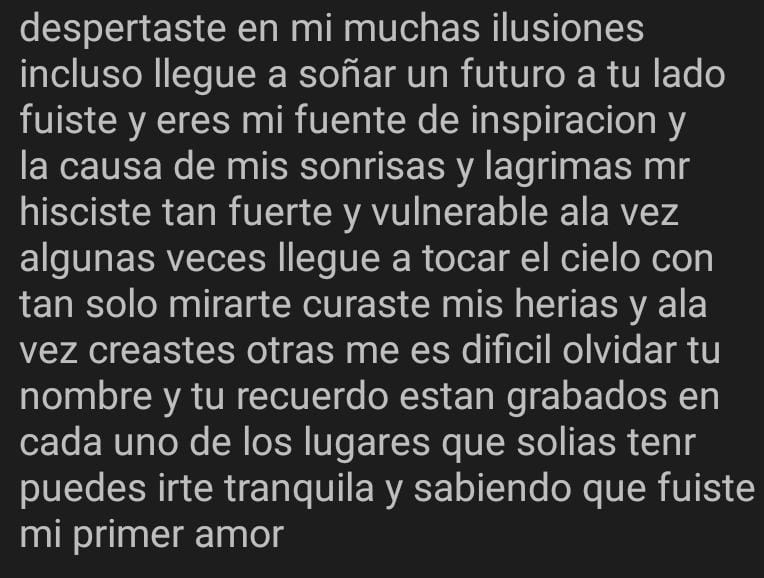 despertaste en mi muchas ilusiones
incluso llegue a soñar un futuro a tu lado
fuiste y eres mi fuente de inspiracion y
la causa de mis sonrisas y lagrimas mr
hisciste tan fuerte y vulnerable ala vez
algunas veces llegue a tocar el cielo con
tan solo mirarte curaste mis herias y ala
vez creastes otras me es dificil olvidar tu
nombre y tu recuerdo estan grabados en
cada uno de los lugares que solias tenr
puedes irte tranquila y sabiendo que fuiste
mi primer amor